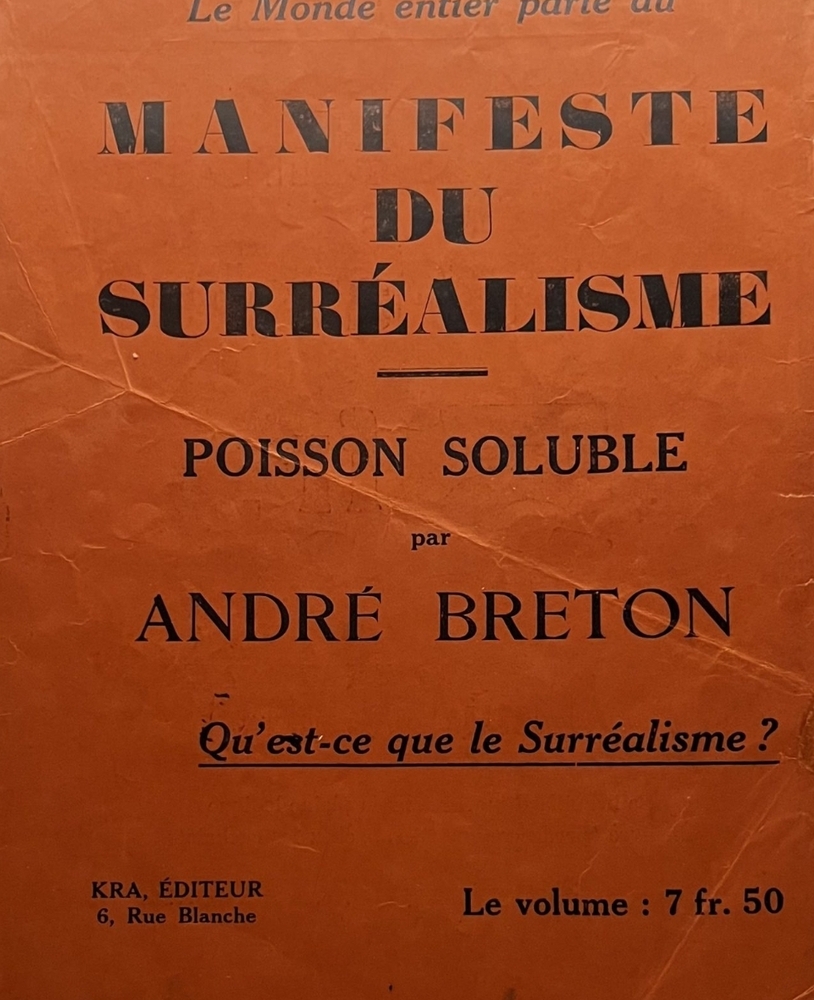 Le Monde entier parle du
MANIFESTE
DU
SURRÉALISME
POISSON SOLUBLE
par
ANDRÉ BRETON
Qu'est-ce que le Surréalisme ?
KRA, ÉDITEUR
6, Rue Blanche
Le volume : 7 fr. 50